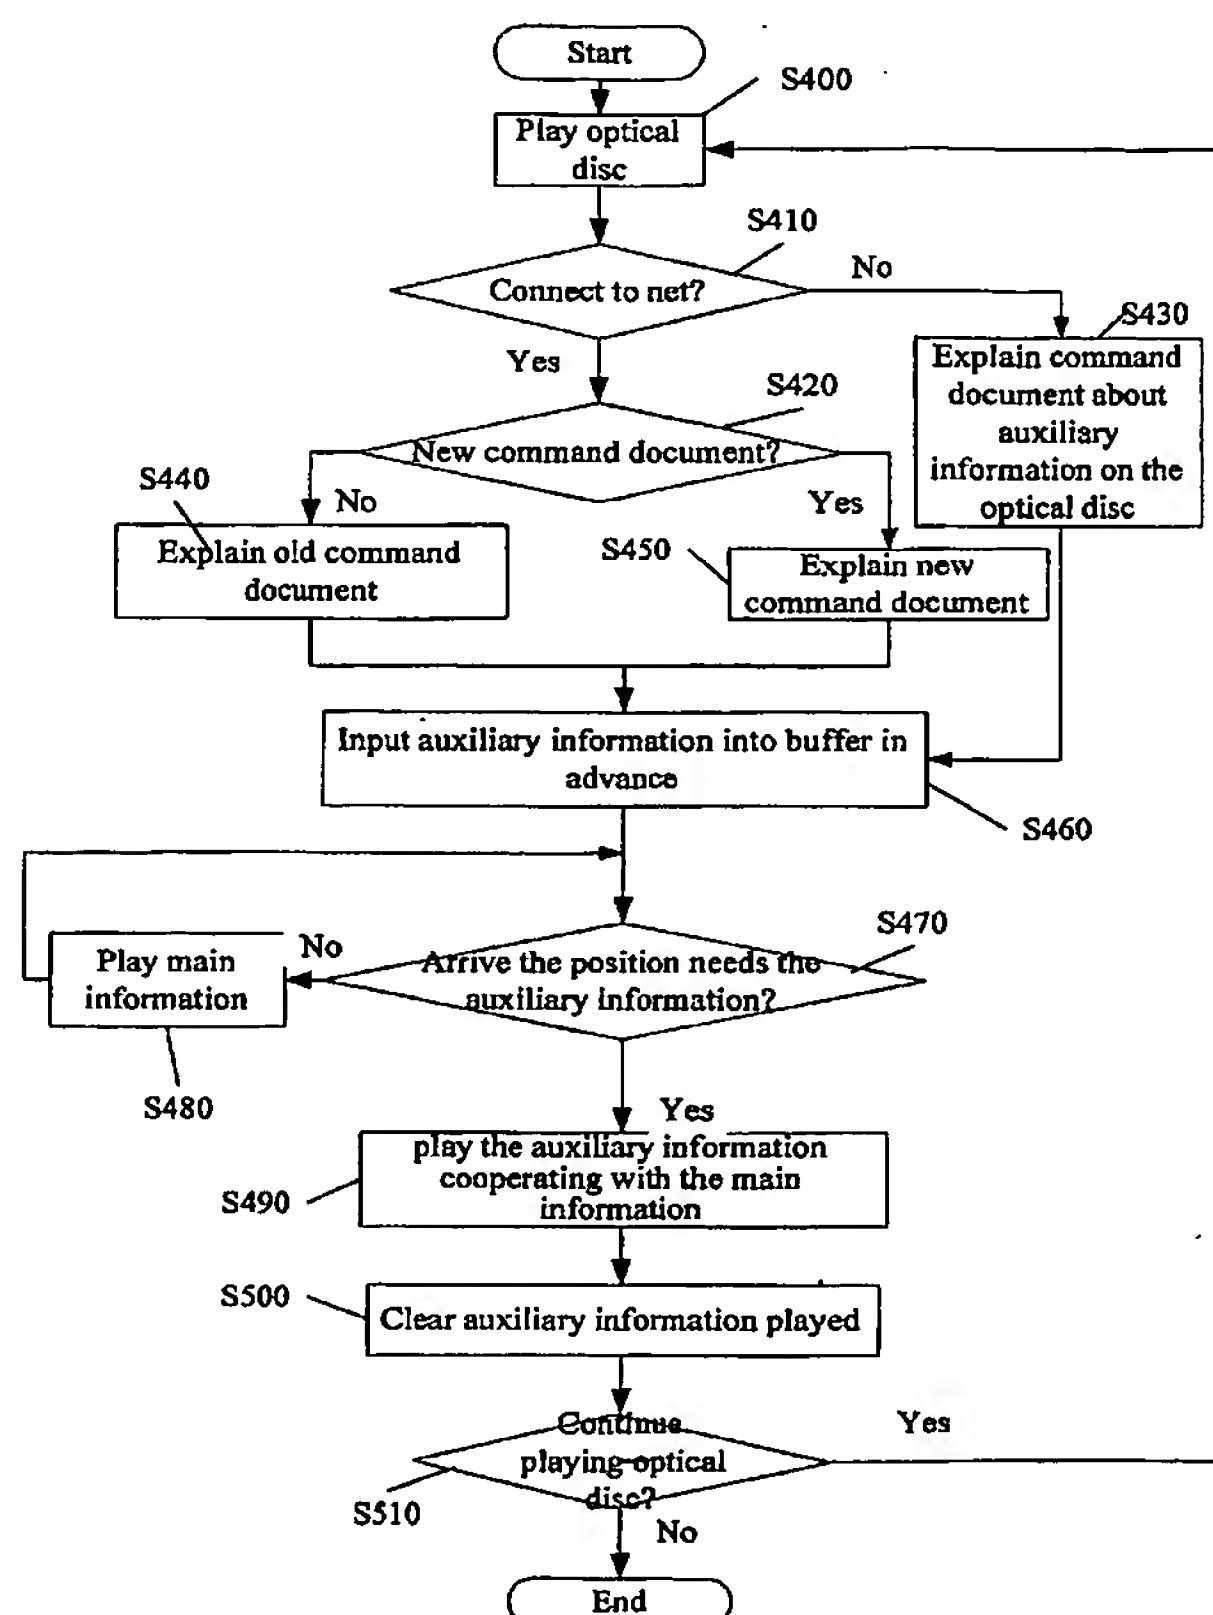 Start
S400
Play optical
disc
S410
Connect to net?
No
Yes
S430
Explain command
document about
auxiliary
information on the
optical disc
S420
New command document?
S440
No
Yes
Explain old command
document
S450
Explain new
command document
Input auxiliary information into buffer in
advance
S460
S470
No
Arrive the position needs the
auxiliary information?
Play main
information
S480
Yes
play the auxiliary information
cooperating with the main
information
S490
S500
Clear auxiliary information played
Continue
playing optical
disc?
Yes
S510
No
End